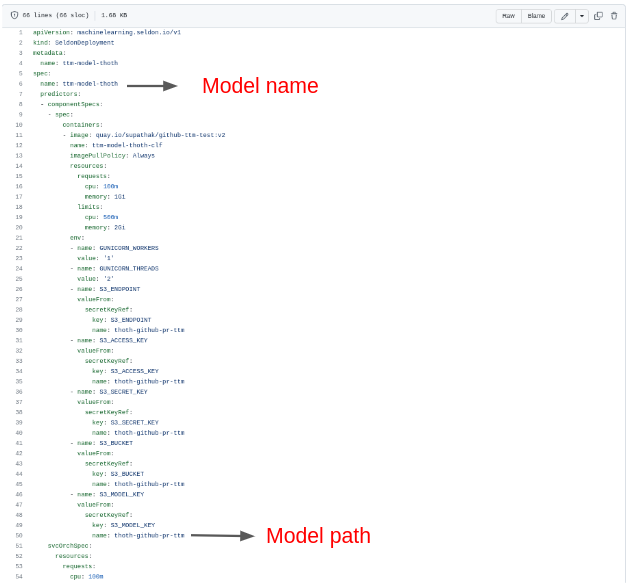 66 lines (66 sloc) 1.68 KB
Raw Blame
1 apiVersion: machinelearning.seldon.io/v1
2 kind: SeldonDeployment
3 metadata:
4 name: ttm-model-thoth
5 spec:
6 name: ttm-model-thoth Model name
7 predictors:
8 - componentSpecs:
9 - spec:
10 containers:
11 - image: quay.io/supathak/github-ttm-test:v2
12 name: ttm-model-thoth-clf
13 imagePullPolicy: Always
14 resources:
15 requests:
16 cpu: 100m
17 memory: 1Gi
18 limits:
19 cpu: 500m
20 memory: 2Gi
21 env:
22 - name: GUNICORN_WORKERS
23 value: '1'
24 - name: GUNICORN_THREADS
25 value: '2'
26 - name: S3_ENDPOINT
27 valueFrom:
28 secretKeyRef:
29 key: S3_ENDPOINT
30 name: thoth-github-pr-ttm
31 - name: S3_ACCESS_KEY
32 valueFrom:
33 secretKeyRef:
34 key: S3_ACCESS_KEY
35 name: thoth-github-pr-ttm
36 - name: S3_SECRET_KEY
37 valueFrom:
38 secretKeyRef:
39 key: S3_SECRET_KEY
40 name: thoth-github-pr-ttm
41 - name: S3_BUCKET
42 valueFrom:
43 secretKeyRef:
44 key: S3_BUCKET
45 name: thoth-github-pr-ttm
46 - name: S3_MODEL_KEY
47 valueFrom:
48 secretKeyRef:
49 key: S3_MODEL_KEY
50 name: thoth-github-pr-ttm Model path
51 svcOrchSpec:
52 resources:
53 requests:
54 cpu: 100m